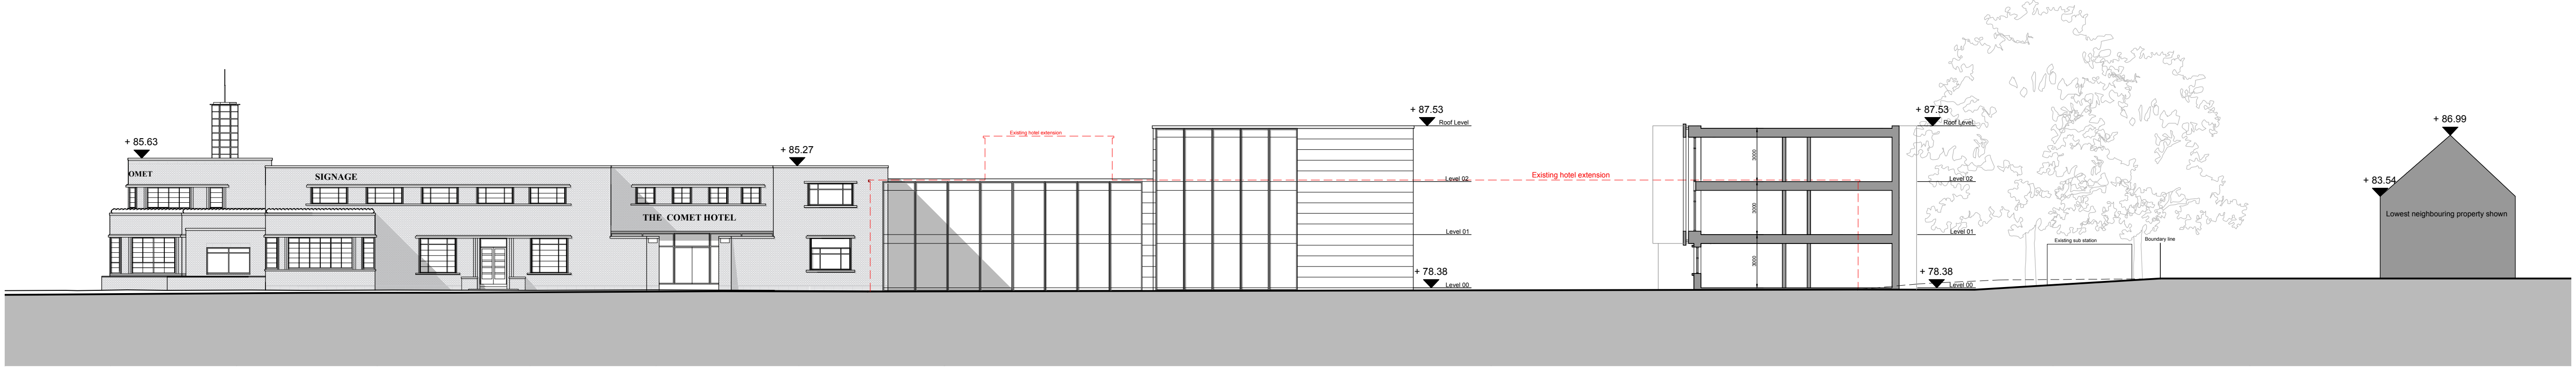 + 85.63
OMET
SIGNAGE
THE COMET HOTEL
+ 85.27
Existing hotel extension
+ 87.53
Roof Level
Level 02
Level 01
+ 78.38
Level 00
Existing hotel extension
3000
3000
3000
+ 87.53
Roof Level
Level 02
Level 01
+ 78.38
Level 00
Existing sub station
Boundary line
+ 86.99
+ 83.54
Lowest neighbouring property shown